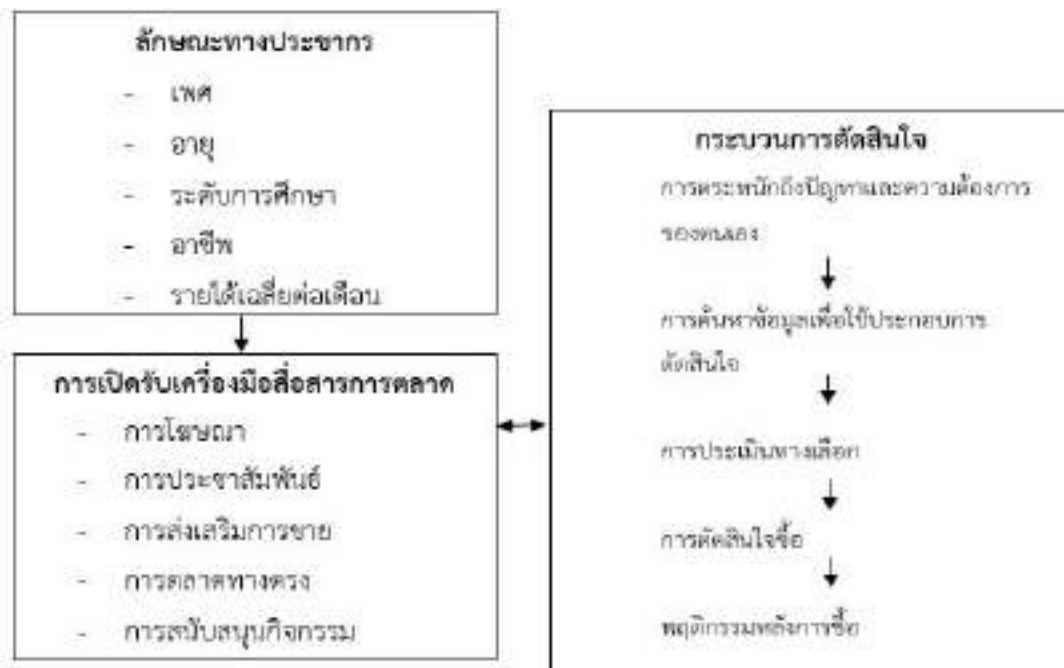 ลักษณะทางประชากร
- เพศ
- อายุ
- ระดับการศึกษา
- อาชีพ
- รายได้เฉลี่ยต่อเดือน
การเปิดรับเครื่องมือสื่อสารการตลาด
- การโฆษณา
- การประชาสัมพันธ์
- การส่งเสริมการขาย
- การตลาดทางตรง
- การสนับสนุนกิจกรรม
กระบวนการตัดสินใจ
การตระหนักถึงปัญหาและความต้องการ
ของตนเอง
การค้นหาข้อมูลเพื่อใช้ประกอบการ
ตัดสินใจ
การประเมินทางเลือก
การตัดสินใจซื้อ
พฤติกรรมหลังการซื้อ